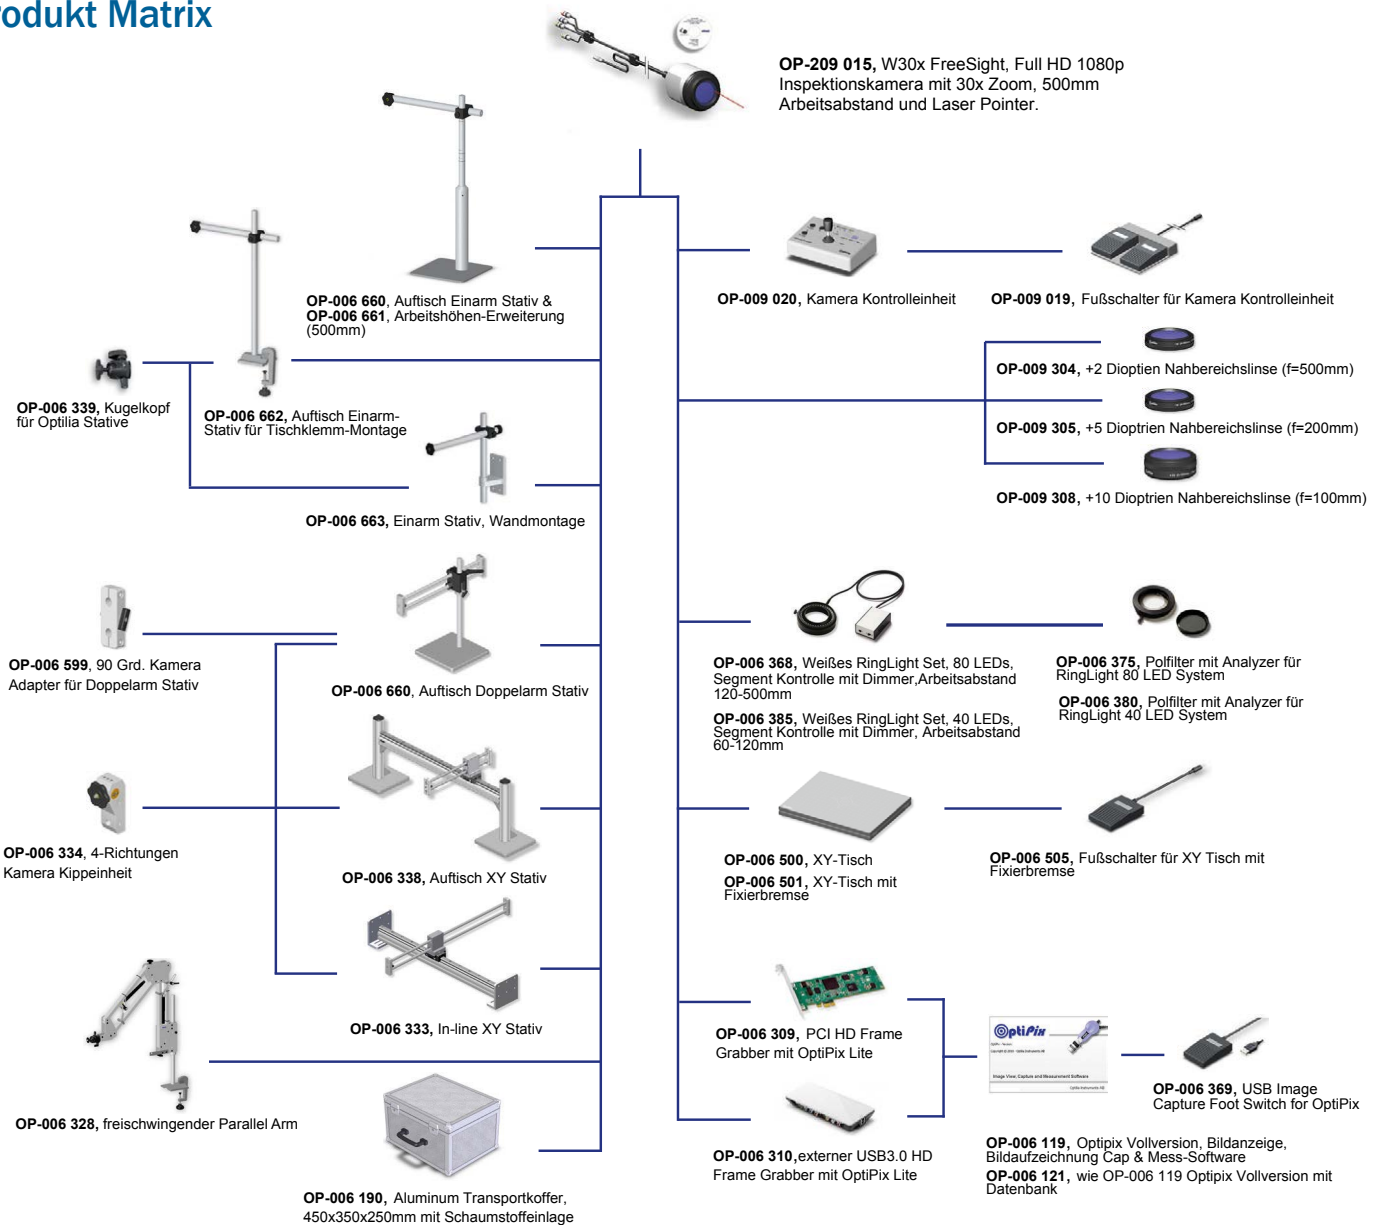 rodukt Matrix
OP-209 015, W30x FreeSight, Full HD 1080p
Inspektionskamera mit 30x Zoom, 500mm
Arbeitsabstand und Laser Pointer.
OP-006 660, Auftisch Einarm Stativ &
OP-006 661, Arbeitshöhen-Erweiterung
(500mm)
OP-009 020, Kamera Kontrolleinheit
OP-009 019, Fußschalter für Kamera Kontrolleinheit
OP-009 304, +2 Dioptien Nahbereichslinse (f=500mm)
OP-006 339, Kugelkopf
für Optilia Stative
OP-006 662, Auftisch Einarm-
Stativ für Tischklemm-Montage
OP-009 305, +5 Dioptrien Nahbereichslinse (f=200mm)
OP-009 308, +10 Dioptrien Nahbereichslinse (f=100mm)
OP-006 663, Einarm Stativ, Wandmontage
OP-006 599, 90 Grd. Kamera
Adapter für Doppelarm Stativ
OP-006 660, Auftisch Doppelarm Stativ
OP-006 368, Weißes RingLight Set, 80 LEDs,
Segment Kontrolle mit Dimmer,Arbeitsabstand
120-500mm
OP-006 385, Weißes RingLight Set, 40 LEDs,
Segment Kontrolle mit Dimmer, Arbeitsabstand
60-120mm
OP-006 375, Polfilter mit Analyzer für
RingLight 80 LED System
OP-006 380, Polfilter mit Analyzer für
RingLight 40 LED System
OP-006 334, 4-Richtungen
Kamera Kippeinheit
OP-006 338, Auftisch XY Stativ
OP-006 500, XY-Tisch
OP-006 501, XY-Tisch mit
Fixierbremse
OP-006 505, Fußschalter für XY Tisch mit
Fixierbremse
OP-006 333, In-line XY Stativ
OP-006 309, PCI HD Frame
Grabber mit OptiPix Lite
OptiPix
Image View, Capture and Measurement Software
Optilia Instruments AB
OP-006 369, USB Image
Capture Foot Switch for OptiPix
OP-006 328, freischwingender Parallel Arm
OP-006 310,externer USB3.0 HD
Frame Grabber mit OptiPix Lite
OP-006 119, Optipix Vollversion, Bildanzeige,
Bildaufzeichnung Cap & Mess-Software
OP-006 121, wie OP-006 119 Optipix Vollversion mit
Datenbank
OP-006 190, Aluminum Transportkoffer,
450x350x250mm mit Schaumstoffeinlage